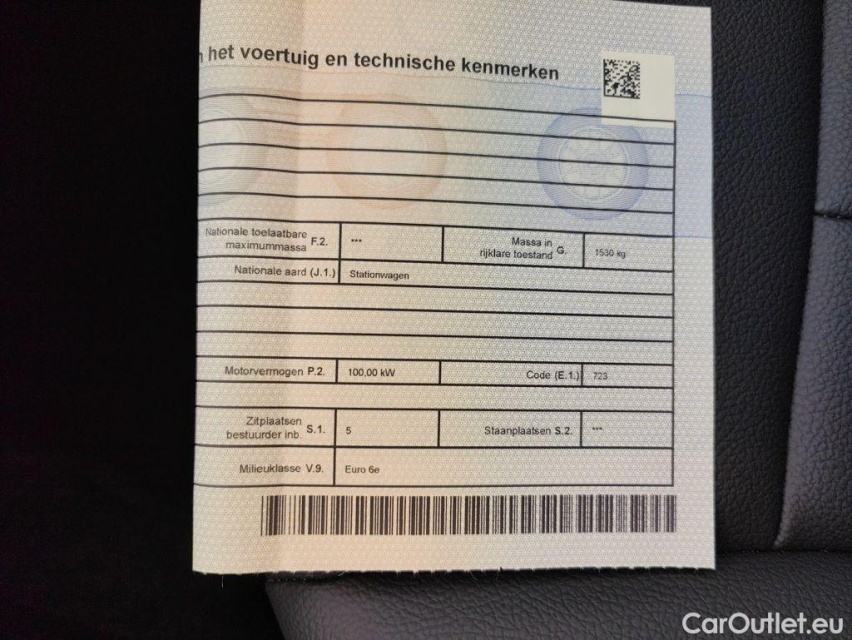 het voertuig en technische kenmerken
Nationale toelaatbare
maximummassa F.2. ***
Massa in
rijklare toestand G. 1530 kg
Nationale aard (J.1.) Stationwagen
Motorvermogen P.2. 100,00 kW Code (E.1.) 723
Zitplaatsen
bestuurder inb. S.1. 5 Staanplaatsen S.2. ***
Milieuklasse V.9. Euro 6e
CarOutlet.eu